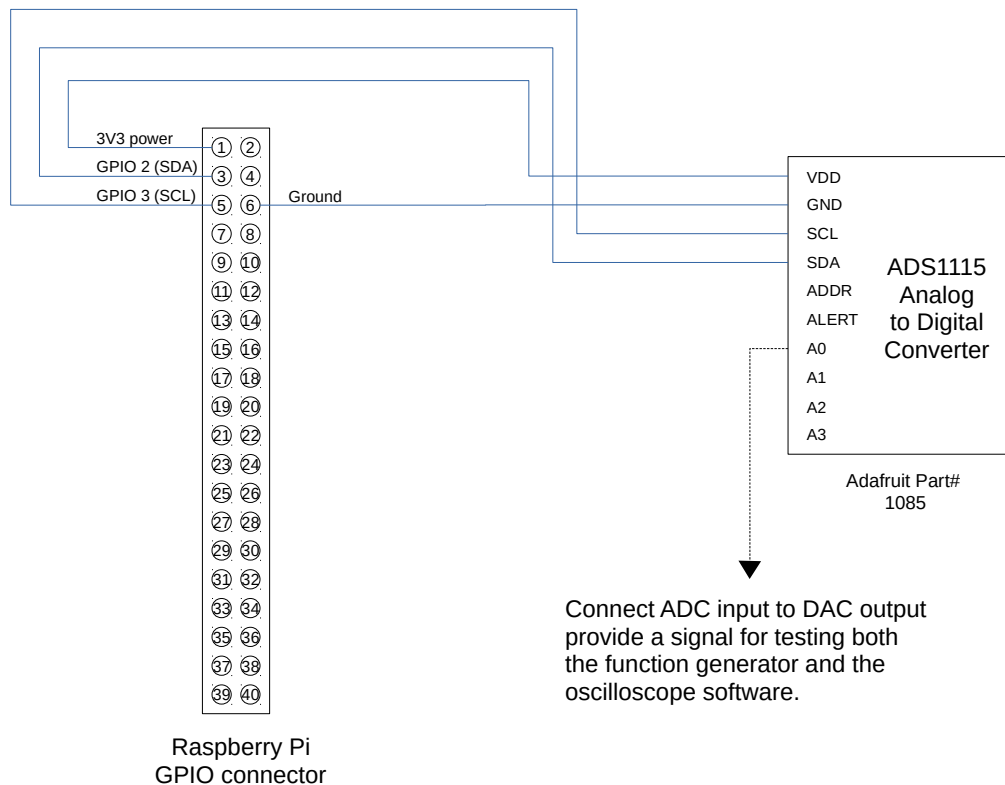 3V3 power
GPIO 2 (SDA)
GPIO 3 (SCL)
Ground
1 2
3 4
5 6
7 8
9 10
11 12
13 14
15 16
17 18
19 20
21 22
23 24
25 26
27 28
29 30
31 32
33 34
35 36
37 38
39 40
Raspberry Pi
GPIO connector
VDD
GND
SCL
SDA
ADDR
ALERT
A0
A1
A2
A3
ADS1115
Analog
to Digital
Converter
Adafruit Part#
1085
Connect ADC input to DAC output
provide a signal for testing both
the function generator and the
oscilloscope software.